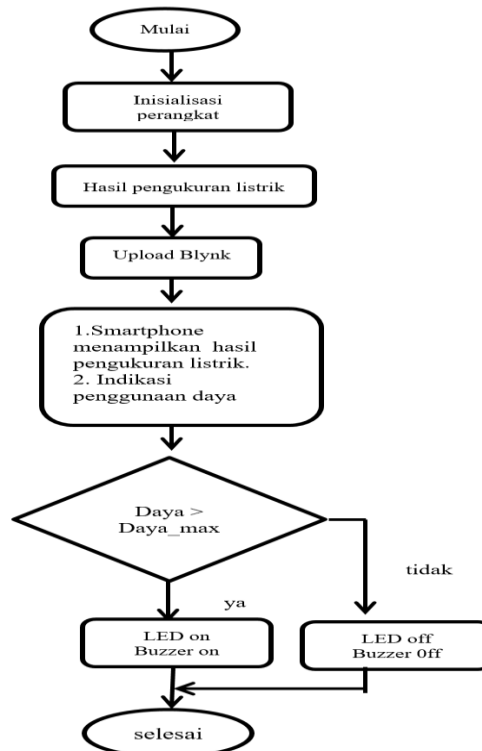 Mulai
Inisialisasi
perangkat
Hasil pengukuran listrik
Upload Blynk
1.Smartphone
menampilkan hasil
pengukuran listrik.
2. Indikasi
penggunaan daya
Daya >
Daya_max
tidak
ya
LED on
Buzzer on
LED off
Buzzer 0ff
selesai